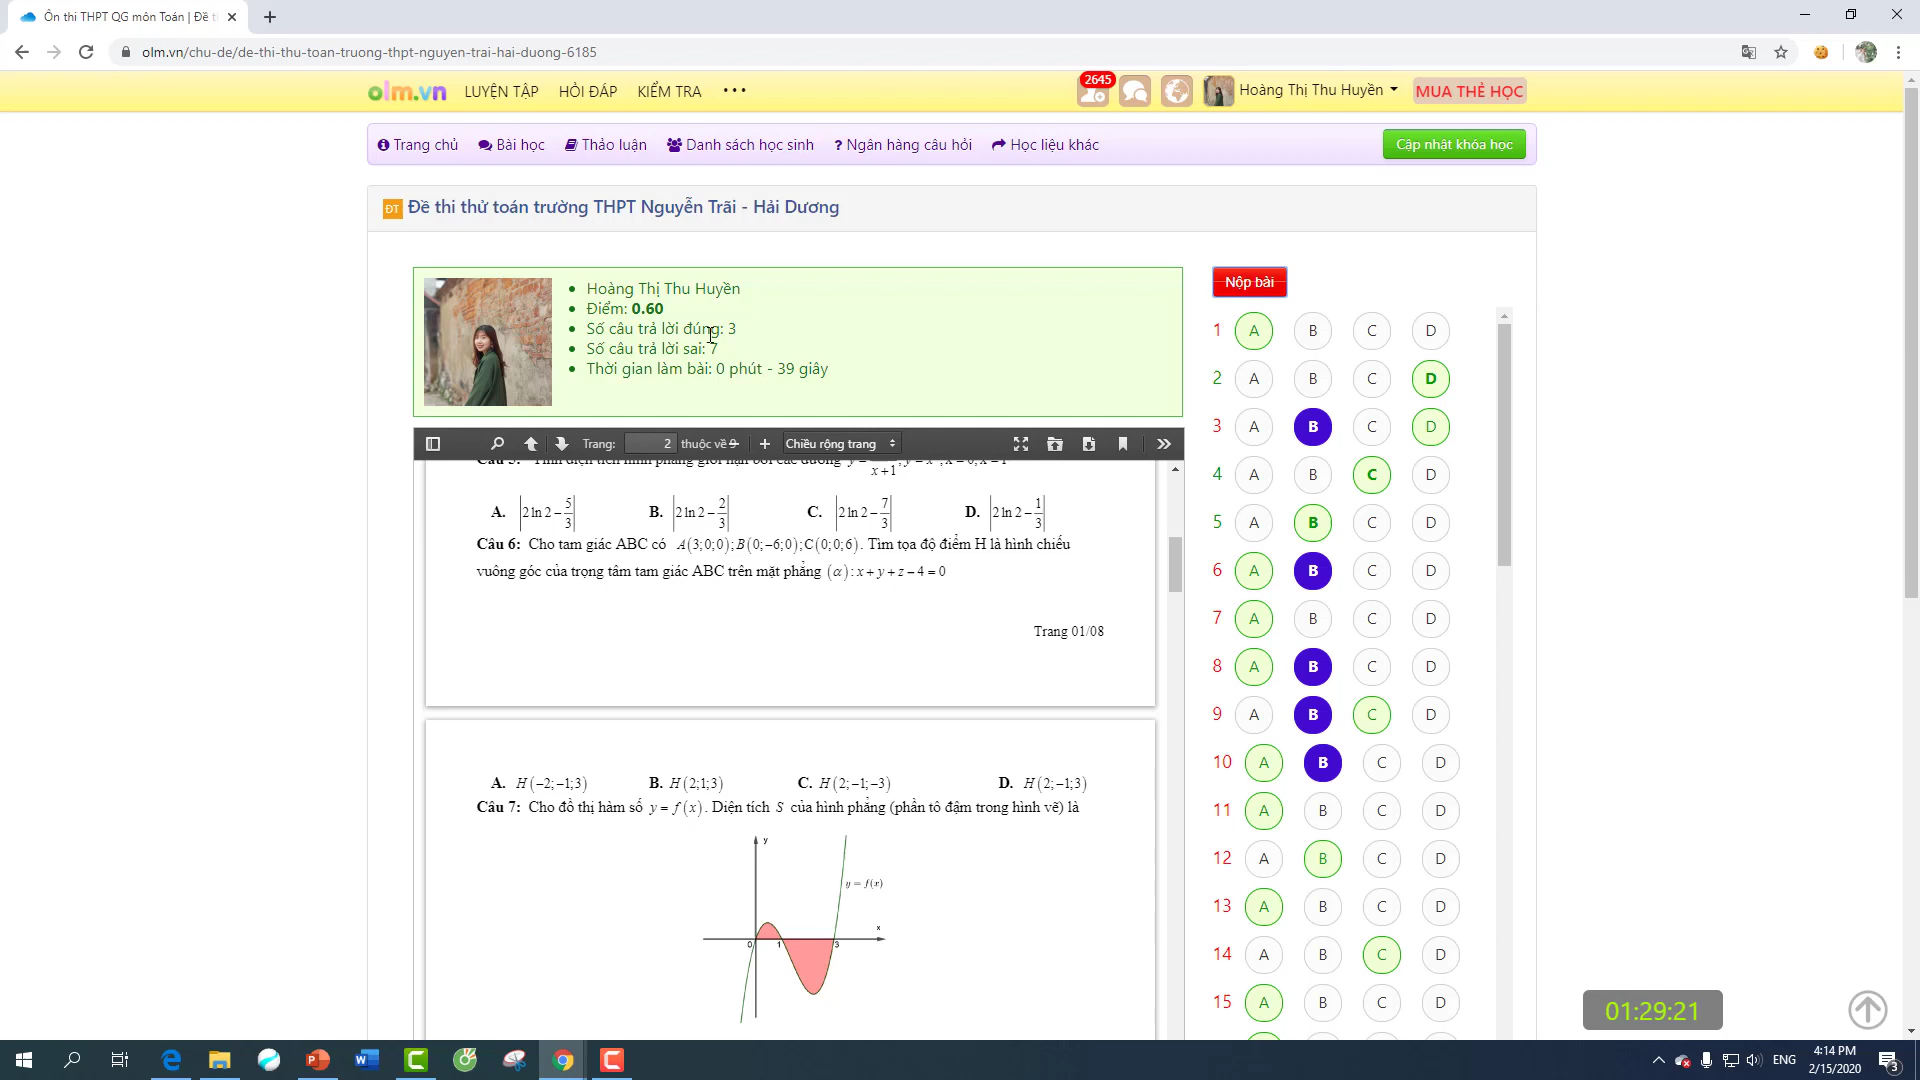 Ôn thi THPT QG môn Toán | Đề t
olm.vn/chu-de/de-thi-thu-toan-truong-thpt-nguyen-trai-hai-duong-6185
olm.vn LUYỆN TẬP HỎI ĐÁP KIỂM TRA ••• 2645 Hoàng Thị Thu Huyền MUA THẺ HỌC
Trang chủ Bài học Thảo luận Danh sách học sinh ? Ngân hàng câu hỏi Học liệu khác Cập nhật khóa học
ĐT Đề thi thử toán trường THPT Nguyễn Trãi - Hải Dương
Hoàng Thị Thu Huyền
Điểm: 0.60
Số câu trả lời đúng: 3
Số câu trả lời sai: 7
Thời gian làm bài: 0 phút - 39 giây
Trang: 2 thuộc về 9 Chiều rộng trang
x+1
A. |2 ln 2 − 5/3| B. |2 ln 2 − 2/3| C. |2 ln 2 − 7/3| D. |2 ln 2 − 1/3|
Câu 6: Cho tam giác ABC có A(3;0;0);B(0;−6;0);C(0;0;6). Tìm tọa độ điểm H là hình chiếu
vuông góc của trọng tâm tam giác ABC trên mặt phẳng (α): x + y + z − 4 = 0
Trang 01/08
A. H(−2;−1;3) B. H(2;1;3) C. H(2;−1;−3) D. H(2;−1;3)
Câu 7: Cho đồ thị hàm số y = f(x). Diện tích S của hình phẳng (phần tô đậm trong hình vẽ) là
y
y = f(x)
x
0 1 3
Nộp bài
1 A B C D
2 A B C D
3 A B C D
4 A B C D
5 A B C D
6 A B C D
7 A B C D
8 A B C D
9 A B C D
10 A B C D
11 A B C D
12 A B C D
13 A B C D
14 A B C D
15 A B C D
01:29:21
ENG 4:14 PM
2/15/2020
3